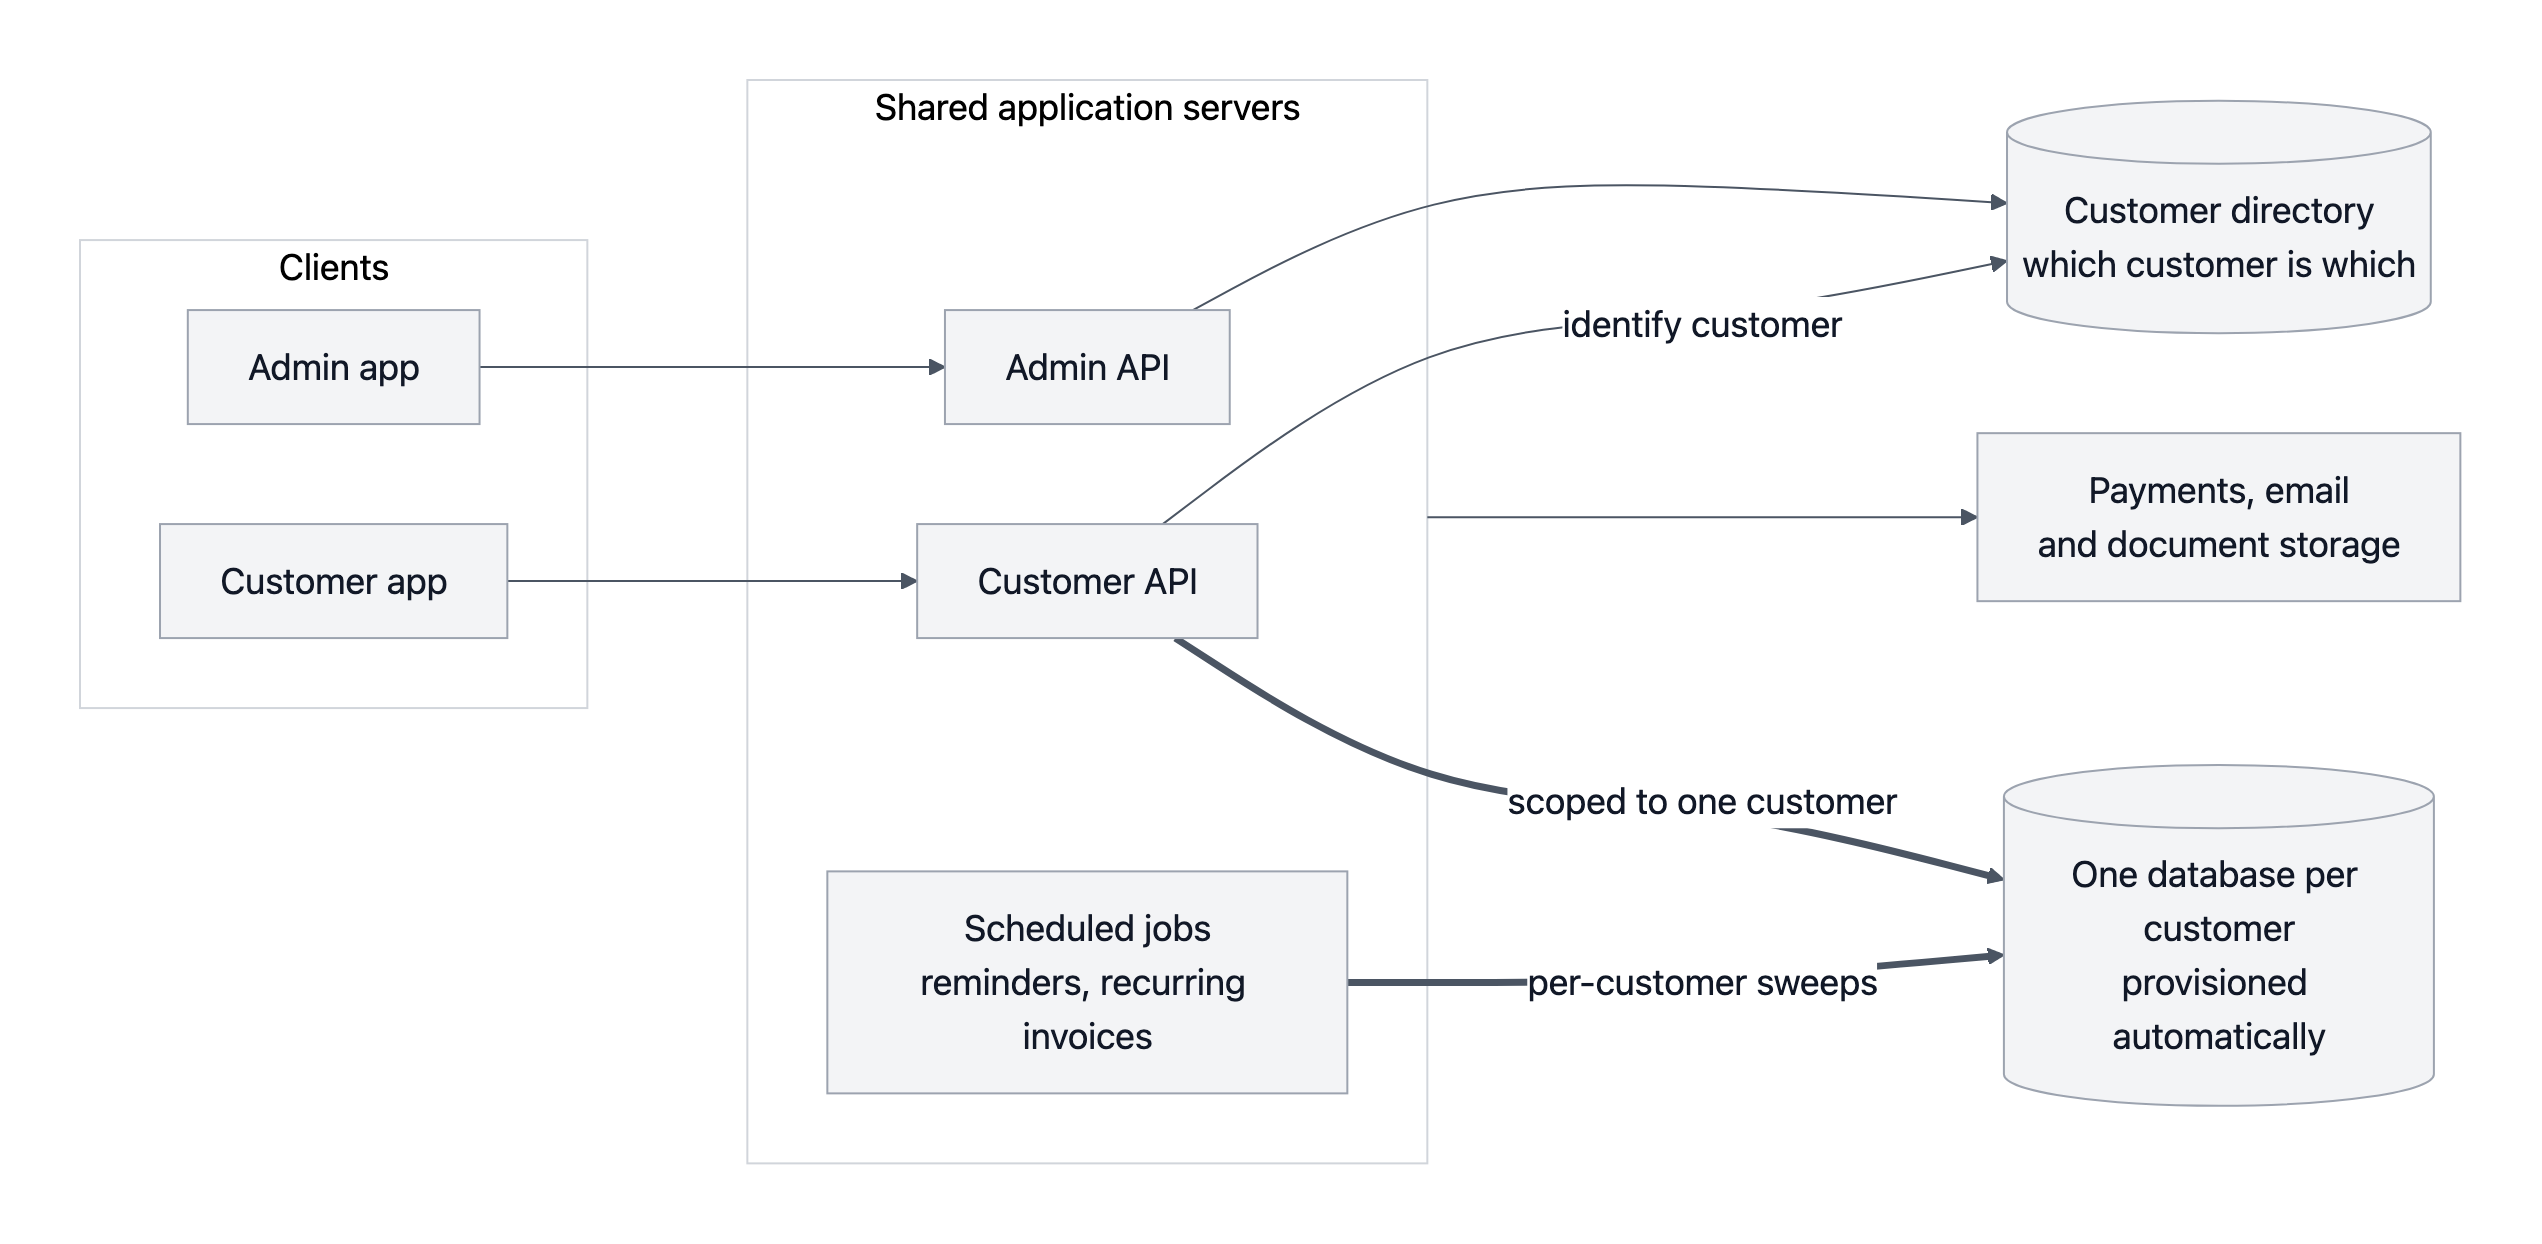 Shared application servers
Clients
Admin app
Customer app
Admin API
Customer API
Scheduled jobs
reminders, recurring
invoices
identify customer
scoped to one customer
per-customer sweeps
Customer directory
which customer is which
Payments, email
and document storage
One database per
customer
provisioned
automatically